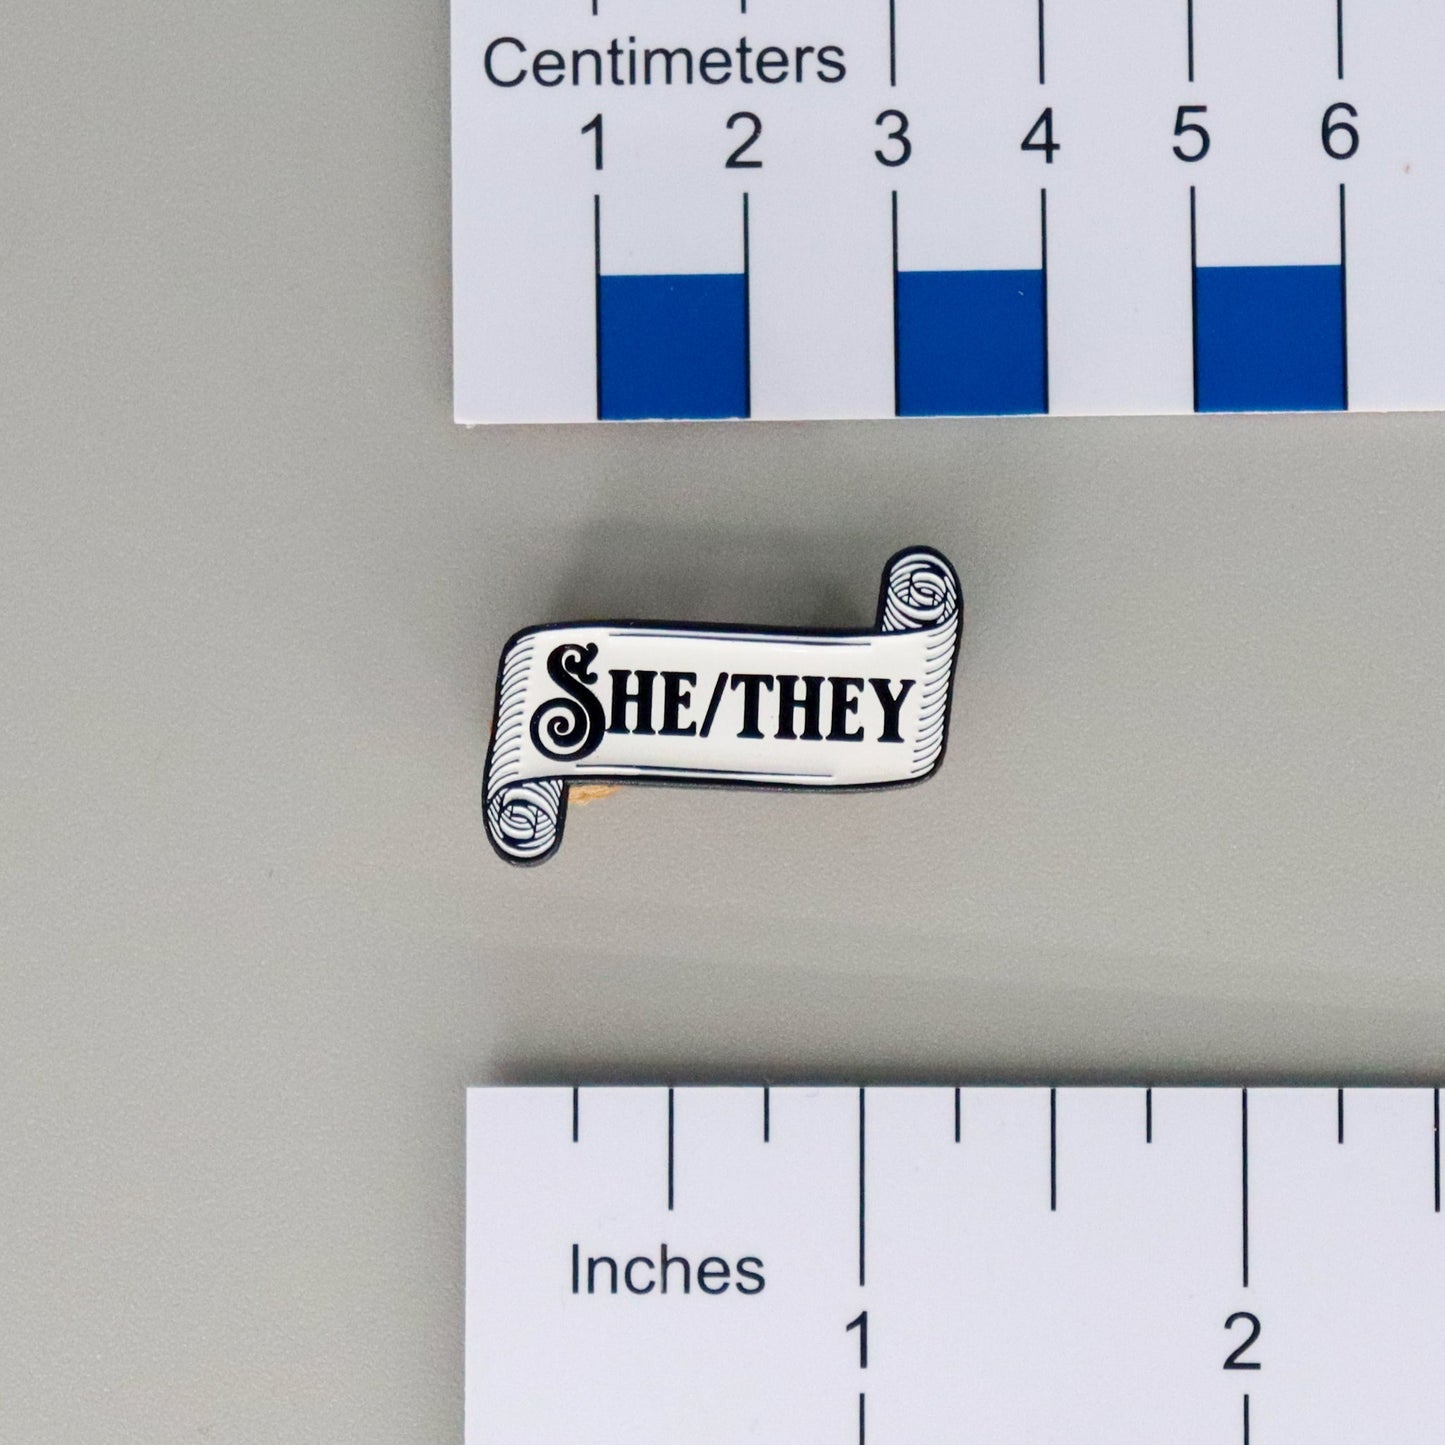 Centimeters
1 2 3 4 5 6
SHE/THEY
Inches
1 2